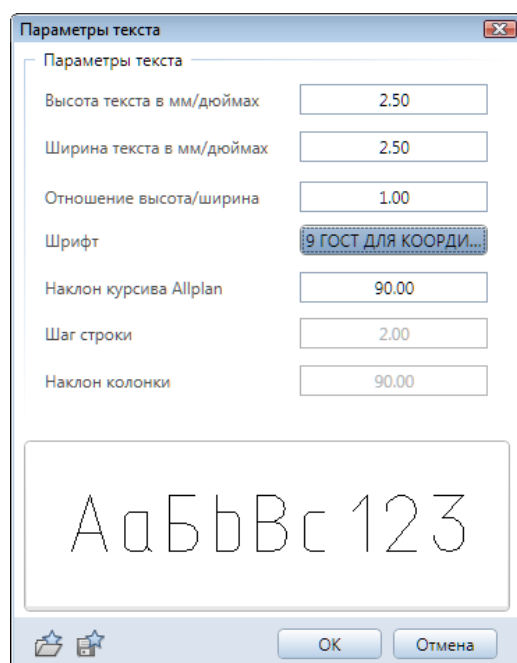 Параметры текста
Параметры текста
Высота текста в мм/дюймах 2.50
Ширина текста в мм/дюймах 2.50
Отношение высота/ширина 1.00
Шрифт 9 ГОСТ ДЛЯ КООРДИ...
Наклон курсива Allplan 90.00
Шаг строки 2.00
Наклон колонки 90.00
АаБЬВс 123
OK Отмена